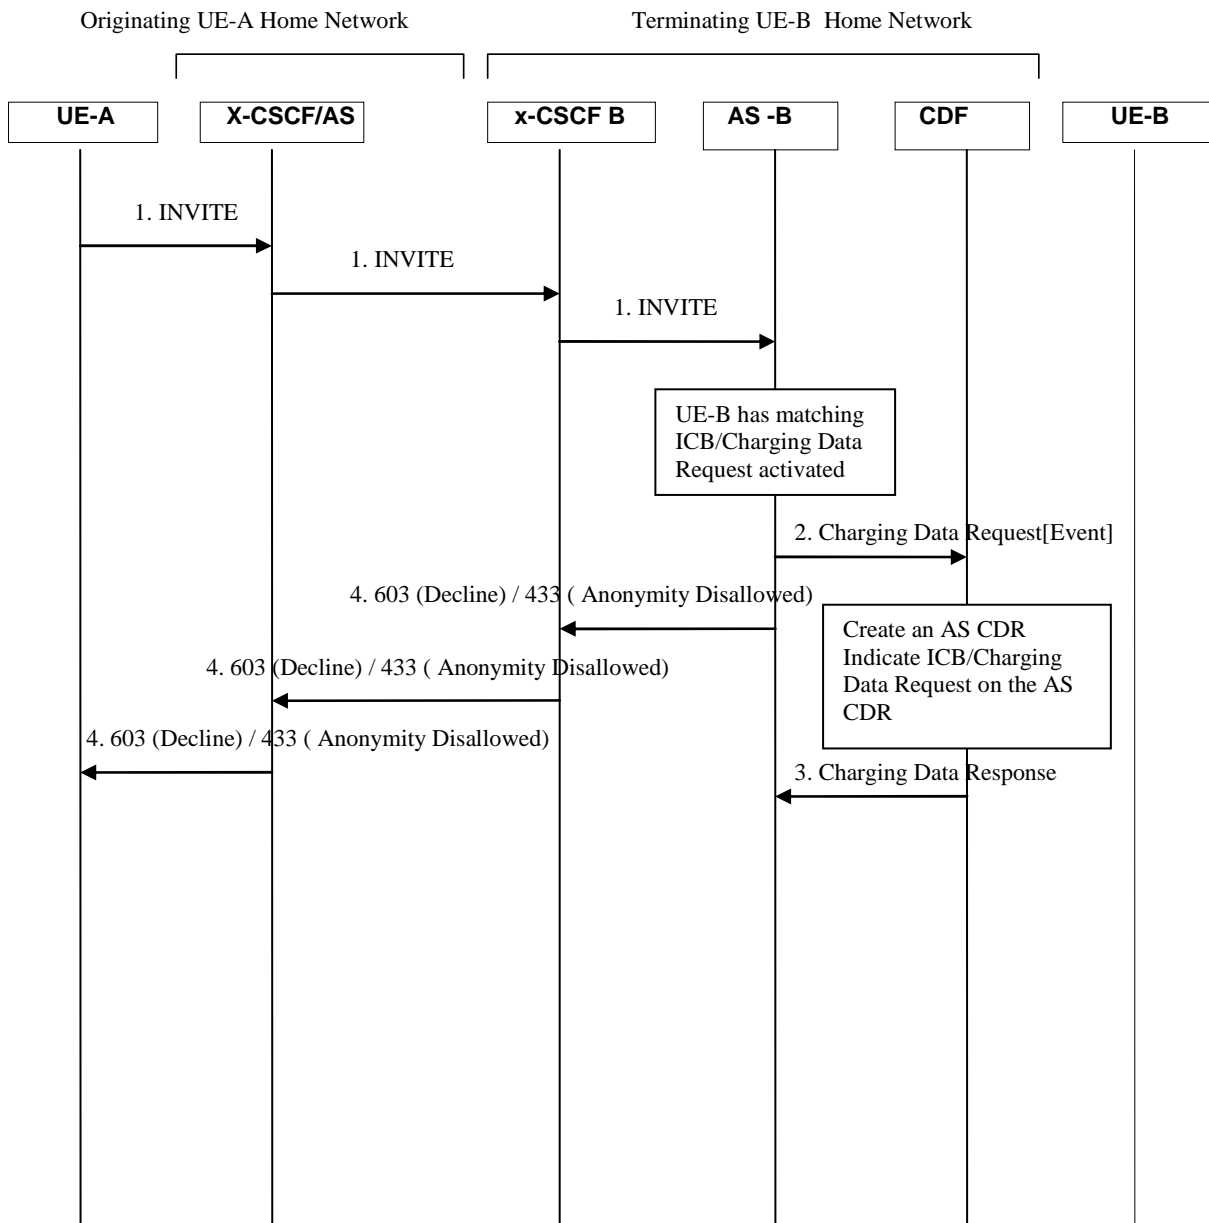 Originating UE-A Home Network
Terminating UE-B  Home Network
UE-A
X-CSCF/AS
x-CSCF B
AS -B
CDF
UE-B
1. INVITE
1. INVITE
1. INVITE
UE-B has matching
ICB/Charging Data
Request activated
2. Charging Data Request[Event]
4. 603 (Decline) / 433 ( Anonymity Disallowed)
Create an AS CDR
Indicate ICB/Charging
Data Request on the AS
CDR
4. 603 (Decline) / 433 ( Anonymity Disallowed)
4. 603 (Decline) / 433 ( Anonymity Disallowed)
3. Charging Data Response